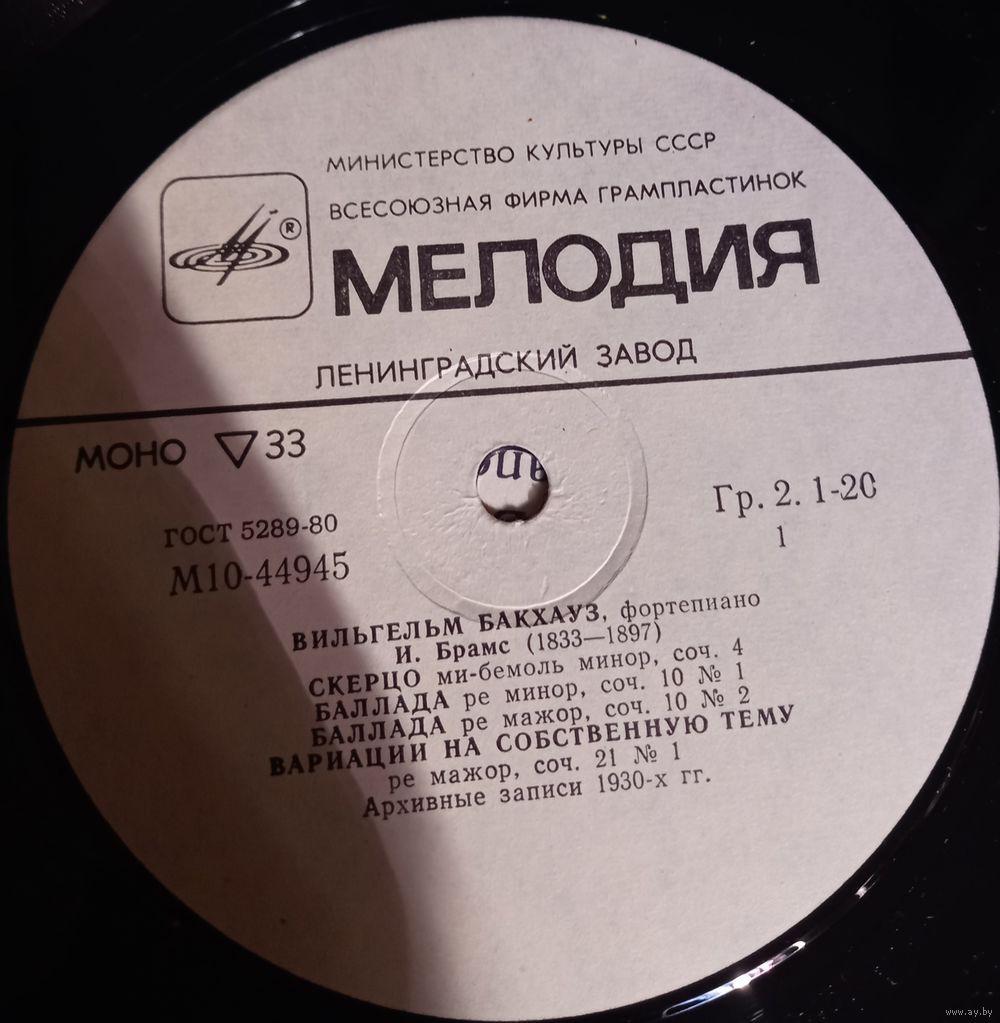 МИНИСТЕРСТВО КУЛЬТУРЫ СССР
ВСЕСОЮЗНАЯ ФИРМА ГРАМПЛАСТИНОК
®
МЕЛОДИЯ
ЛЕНИНГРАДСКИЙ ЗАВОД
МОНО ▽33
ГОСТ 5289-80
М10-44945
Гр. 2. 1-20
1
ВИЛЬГЕЛЬМ БАКХАУЗ, фортепиано
И. Брамс (1833—1897)
СКЕРЦО ми-бемоль минор, соч. 4
БАЛЛАДА ре минор, соч. 10 № 1
БАЛЛАДА ре мажор, соч. 10 № 2
ВАРИАЦИИ НА СОБСТВЕННУЮ ТЕМУ
ре мажор, соч. 21 № 1
Архивные записи 1930-х гг.
www.ay.by